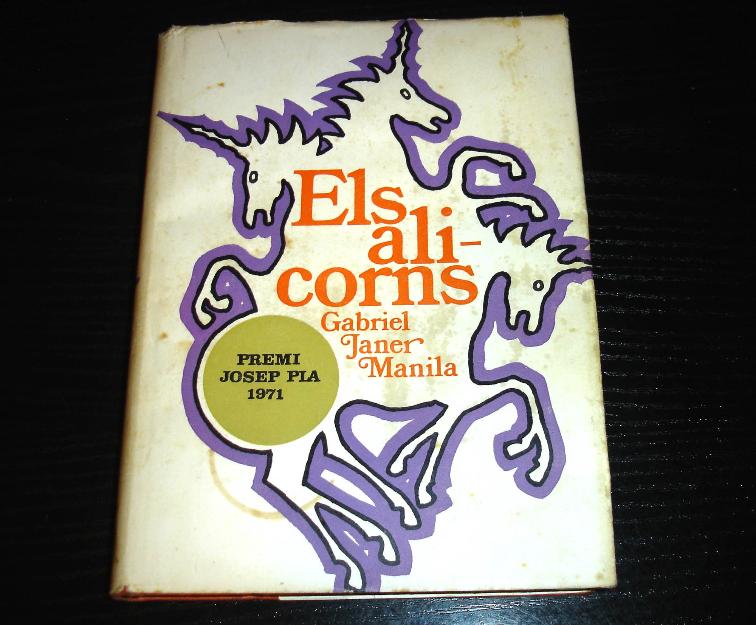 Els
ali-
corns
Gabriel
Janer
Manila
PREMI
JOSEP PLA
1971